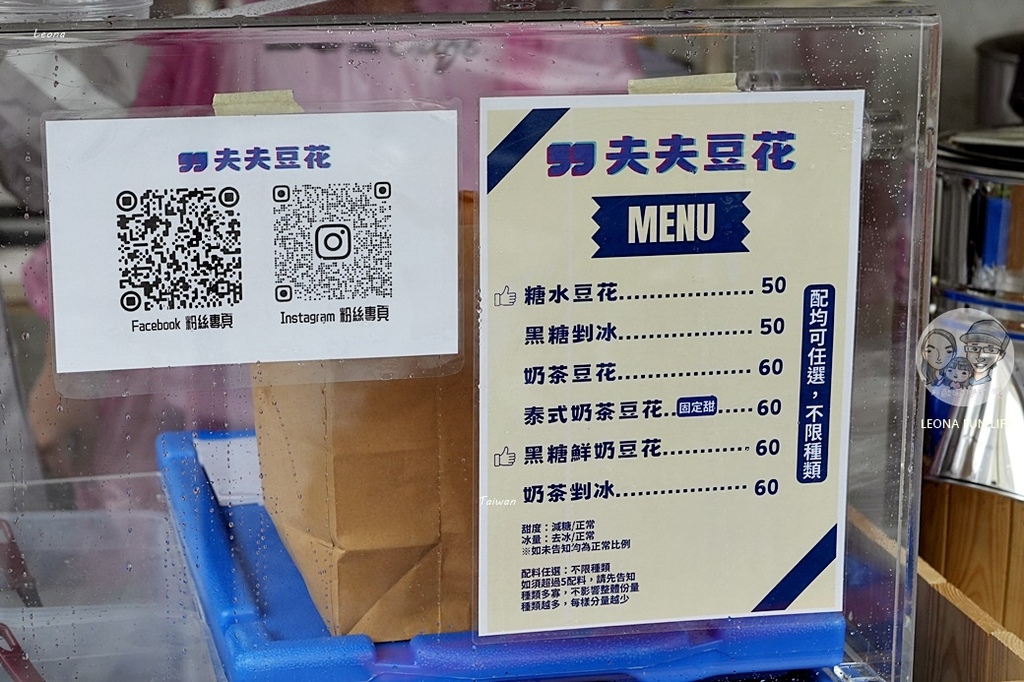 Leona
夫夫豆花
Facebook 粉絲專頁
Instagram 粉絲專頁
夫夫豆花
MENU
糖水豆花 50
黑糖剉冰 50
奶茶豆花 60
泰式奶茶豆花 固定甜 60
黑糖鮮奶豆花 60
奶茶剉冰 60
配均可任選，不限種類
甜度：減糖/正常
冰量：去冰/正常
※如未告知均為正常比例
配料任選：不限種類
如須超過5配料，請先告知
種類多寡，不影響整體份量
種類越多，每樣分量越少
Taiwan
LEONA FUN LIFE